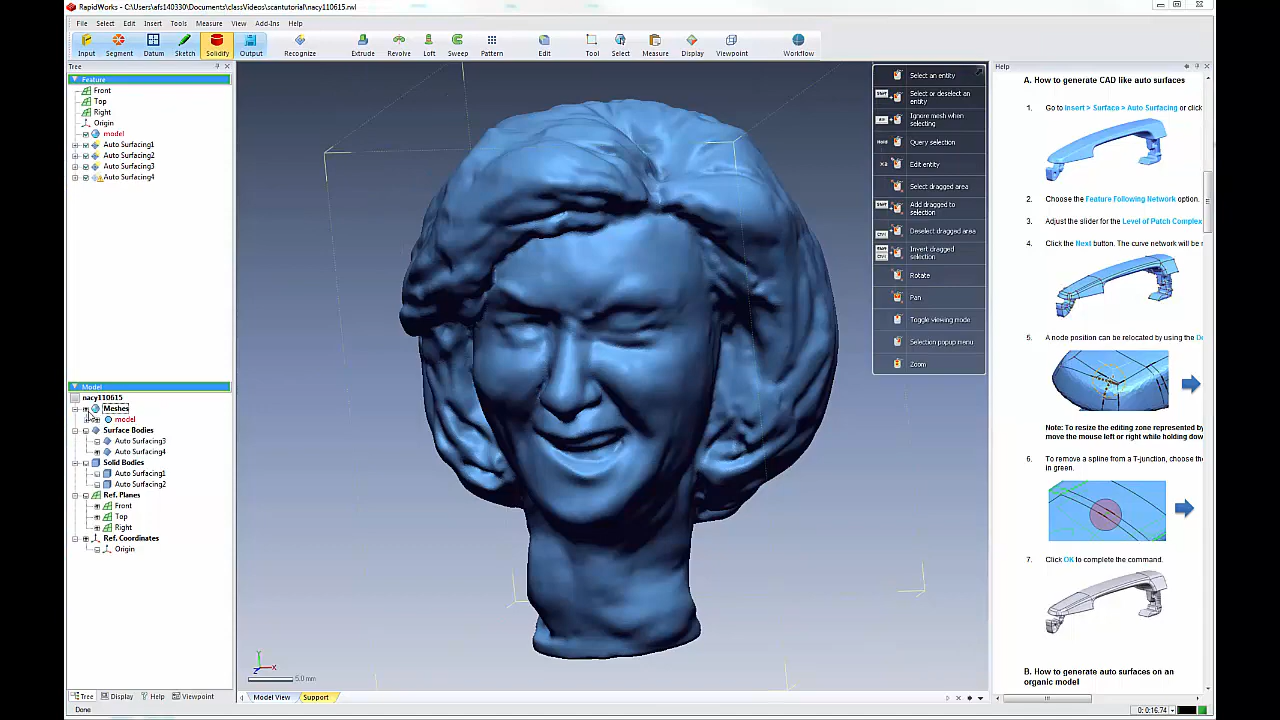 RapidWorks - C:\Users\afs140330\Documents\classVideos\scantutorial\nacy110615.rwl
File Select Edit Insert Tools Measure View Add-Ins Help
Input Segment Datum Sketch Solidify Output Recognize Extrude Revolve Loft Sweep Pattern Edit Tool Select Measure Display Viewpoint Workflow
Tree
Feature
Front
Top
Right
Origin
model
Auto Surfacing1
Auto Surfacing2
Auto Surfacing3
Auto Surfacing4
Model
nacy110615
Meshes
model
Surface Bodies
Auto Surfacing3
Auto Surfacing4
Solid Bodies
Auto Surfacing1
Auto Surfacing2
Ref. Planes
Front
Top
Right
Ref. Coordinates
Origin
Tree Display Help Viewpoint
Done
Select an entity
Select or deselect an
entity
Ignore mesh when
selecting
Query selection
Edit entity
Select dragged area
Add dragged to
selection
Deselect dragged area
Invert dragged
selection
Rotate
Pan
Toggle viewing mode
Selection popup menu
Zoom
Y
Z X
5.0 mm
Model View Support
Help
A. How to generate CAD like auto surfaces
1. Go to Insert > Surface > Auto Surfacing or click
2. Choose the Feature Following Network option.
3. Adjust the slider for the Level of Patch Complex
4. Click the Next button. The curve network will be
5. A node position can be relocated by using the
Note: To resize the editing zone represented by
move the mouse left or right while holding dow
6. To remove a spline from a T-junction, choose the
in green.
7. Click OK to complete the command.
B. How to generate auto surfaces on an
organic model
0: 0:16.74